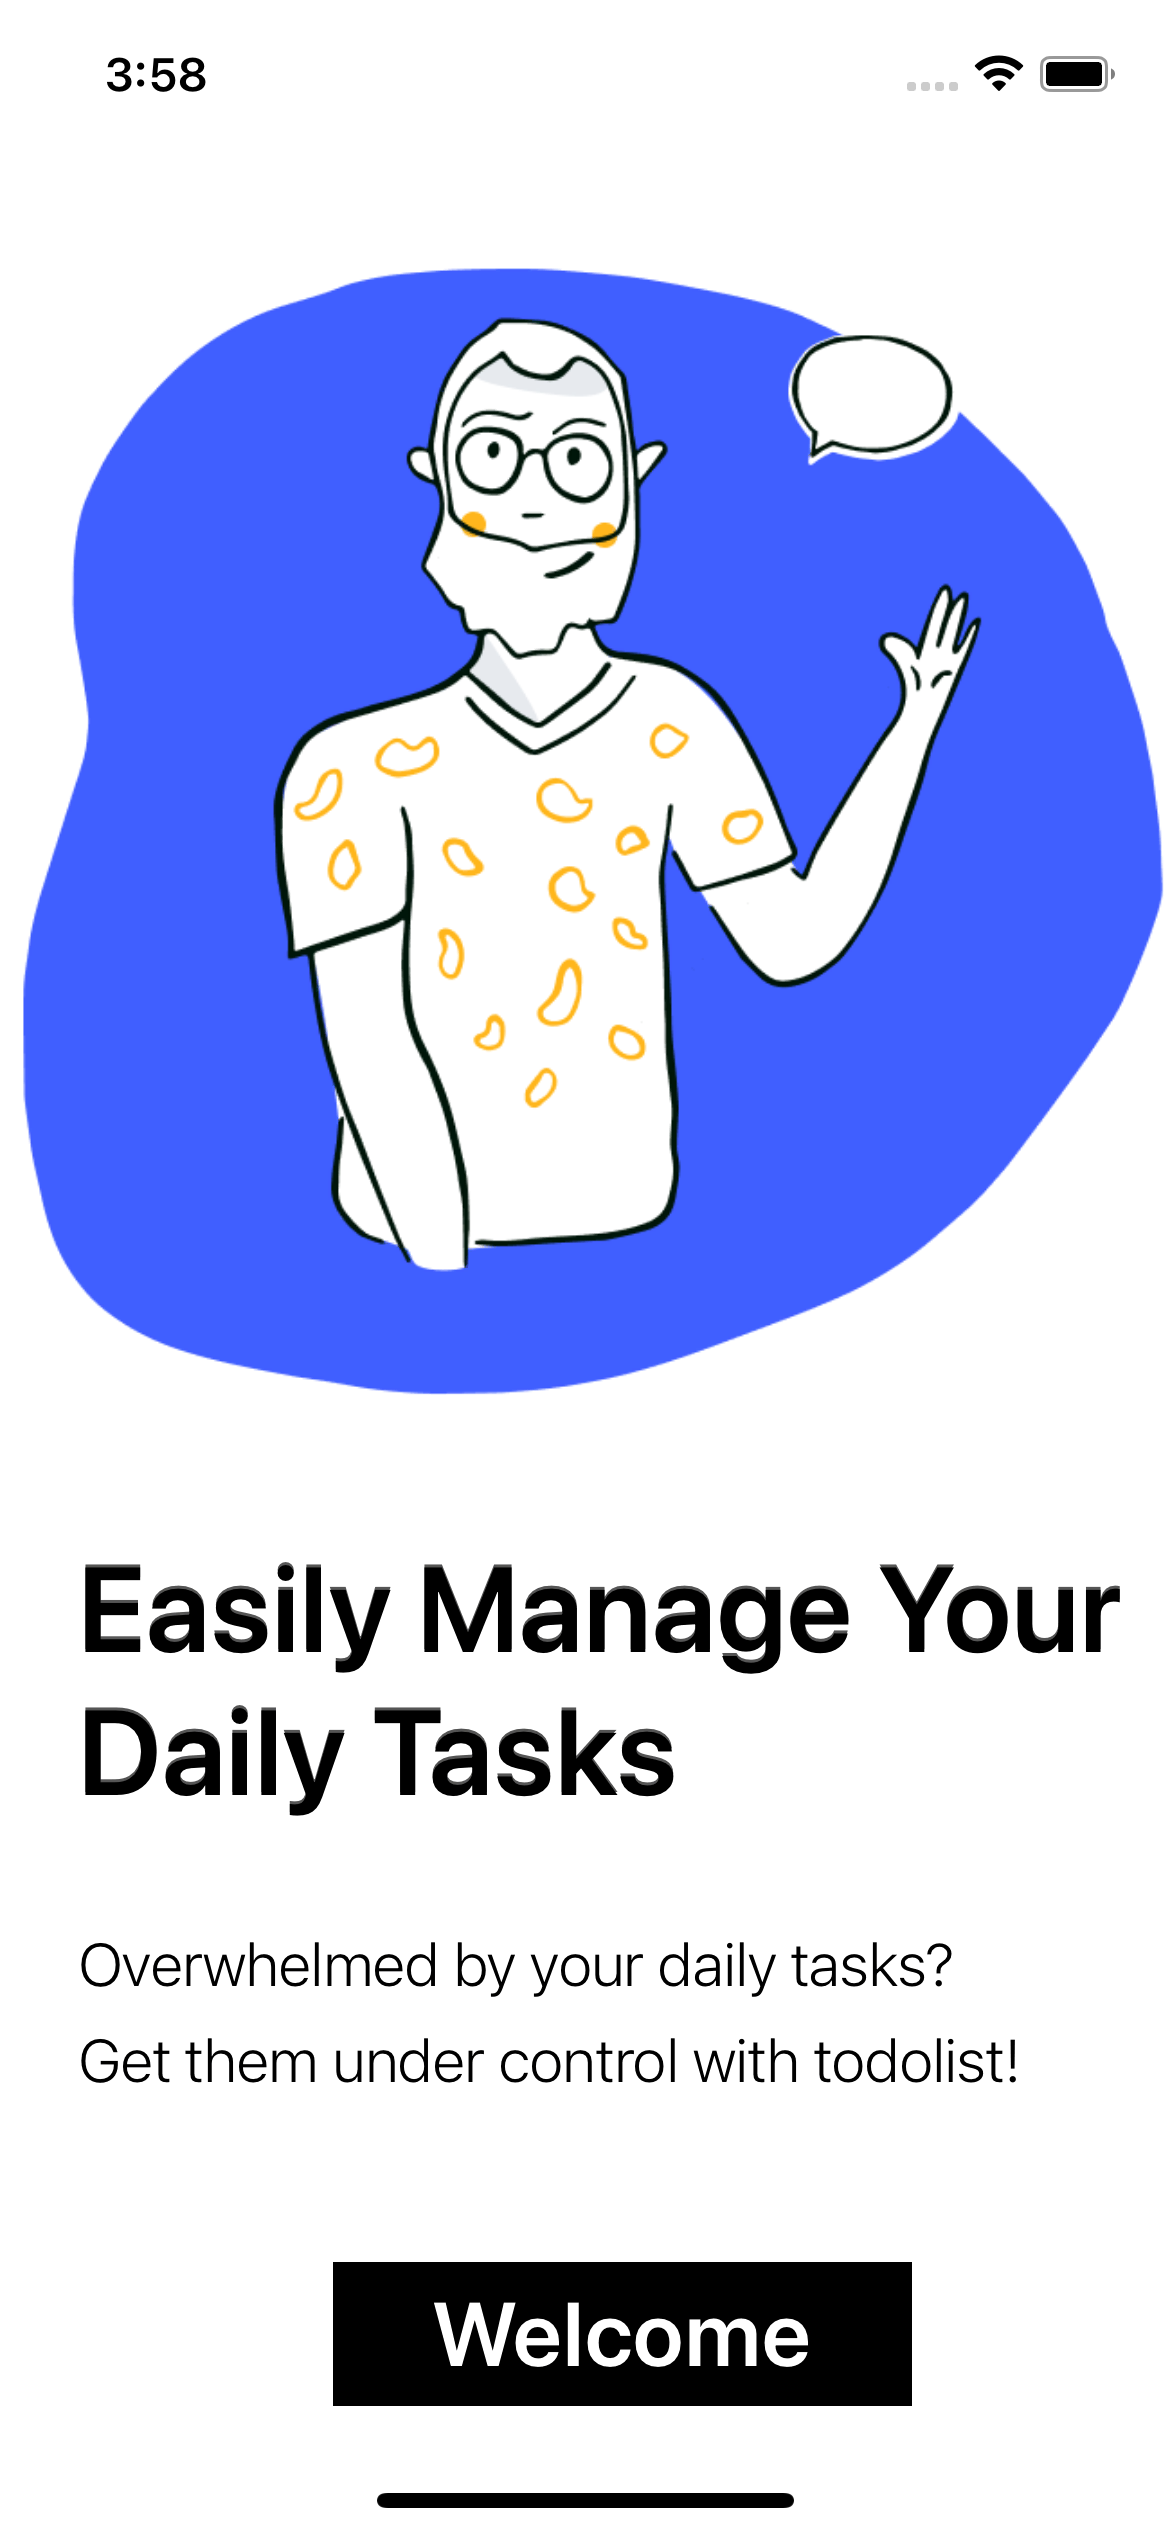 3:58
Easily Manage Your
Daily Tasks
Overwhelmed by your daily tasks?
Get them under control with todolist!
Welcome